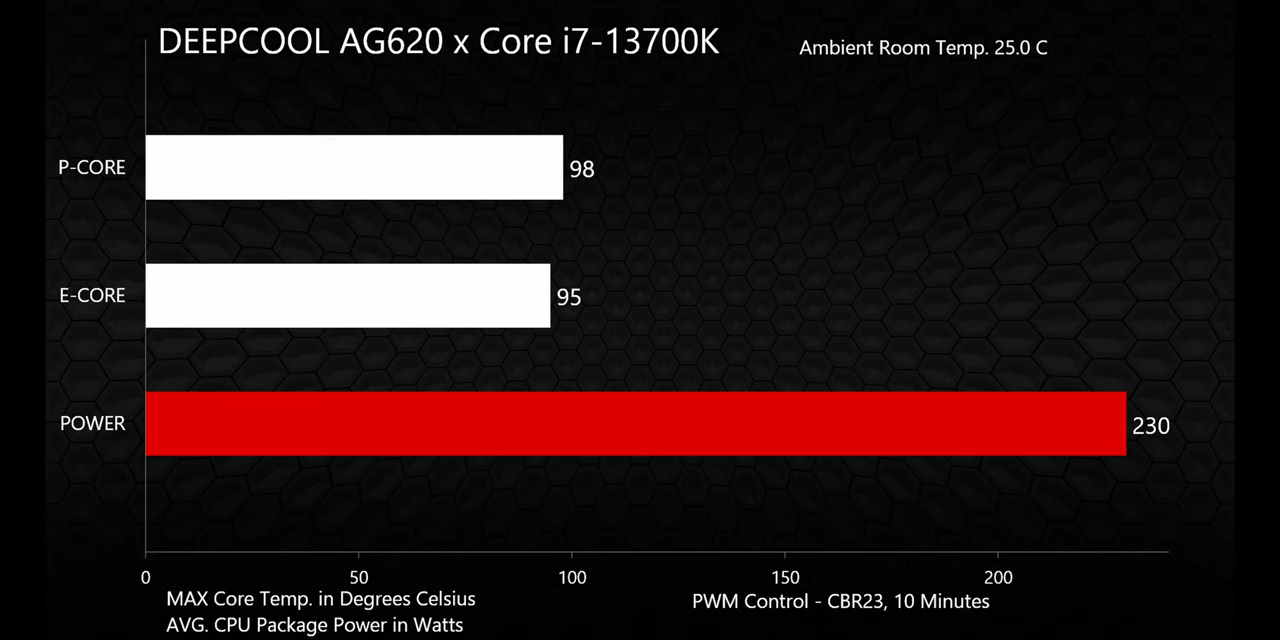 DEEPCOOL AG620 x Core i7-13700K
Ambient Room Temp. 25.0 C
P-CORE
98
E-CORE
95
POWER
230
0 50 100 150 200
MAX Core Temp. in Degrees Celsius
AVG. CPU Package Power in Watts
PWM Control - CBR23, 10 Minutes